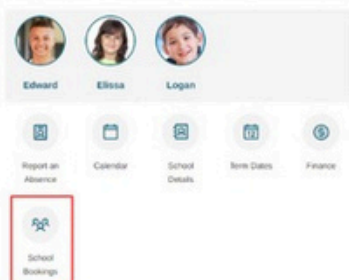 Edward Elissa Logan
Report an Calendar School Term Dates Finance
Absence Details
School
Bookings